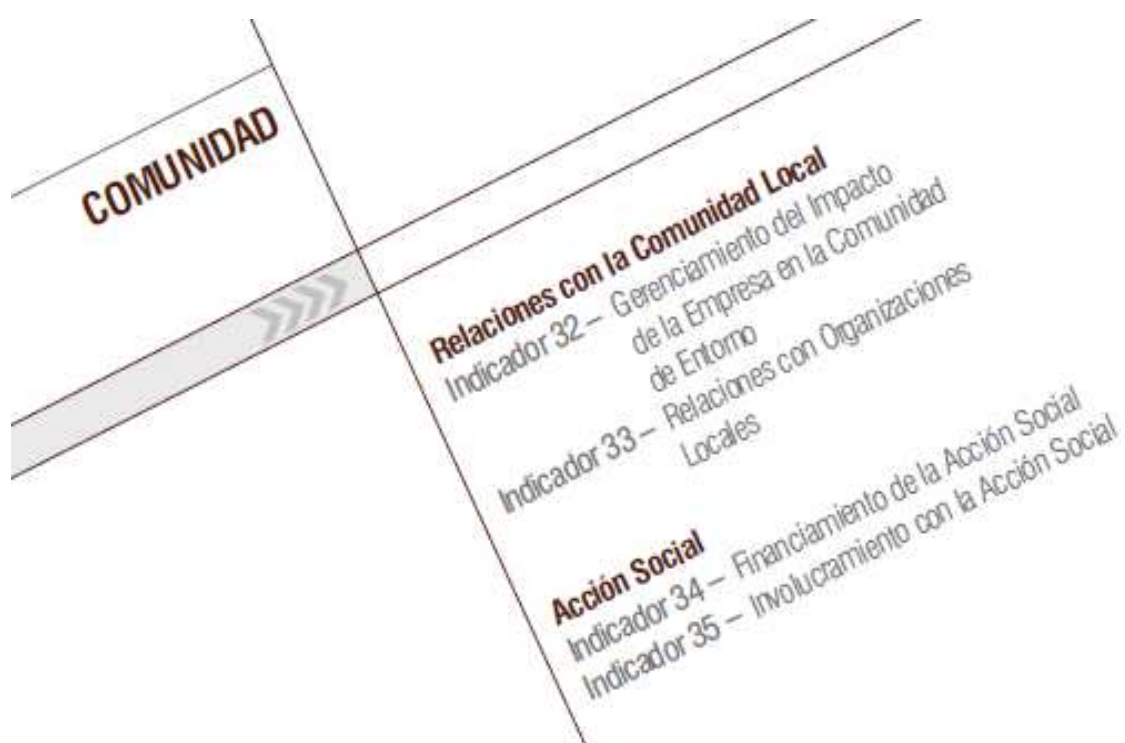 COMUNIDAD
Relaciones con la Comunidad Local
Indicador 32 – Gerenciamiento del Impacto
de la Empresa en la Comunidad
de Entorno
Indicador 33 – Relaciones con Organizaciones
Locales
Acción Social
Indicador 34 – Financiamiento de la Acción Social
Indicador 35 – Involucramiento con la Acción Social